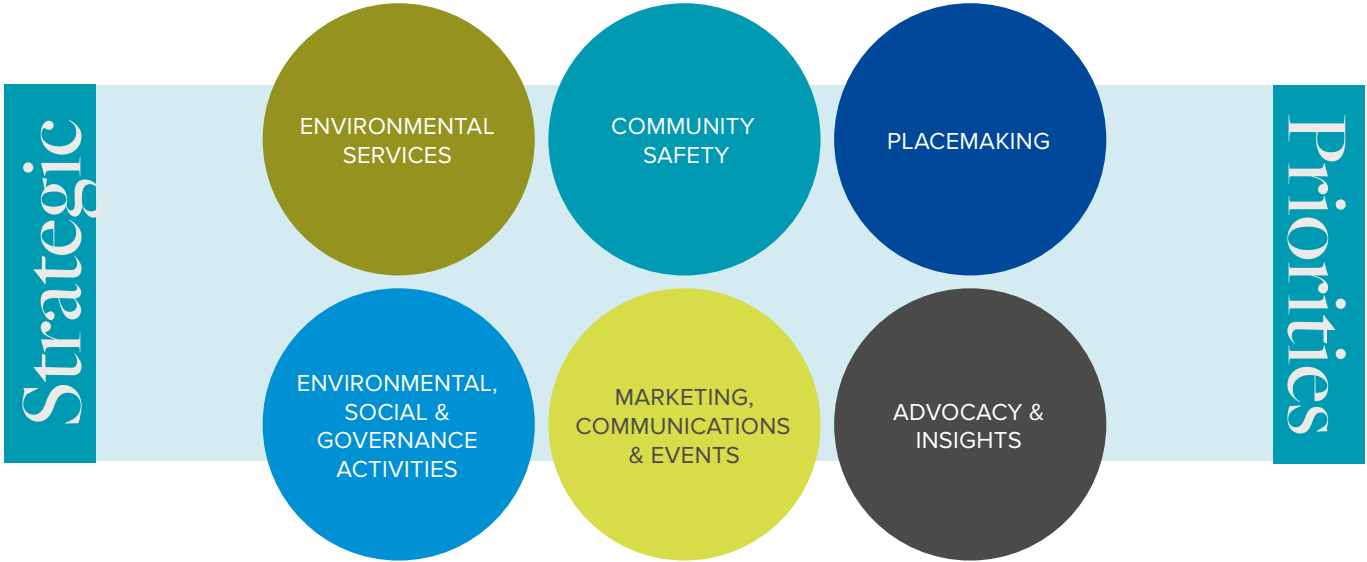 Strategic
ENVIRONMENTAL
SERVICES
COMMUNITY
SAFETY
PLACEMAKING
ENVIRONMENTAL,
SOCIAL &
GOVERNANCE
ACTIVITIES
MARKETING,
COMMUNICATIONS
& EVENTS
ADVOCACY &
INSIGHTS
Priorities